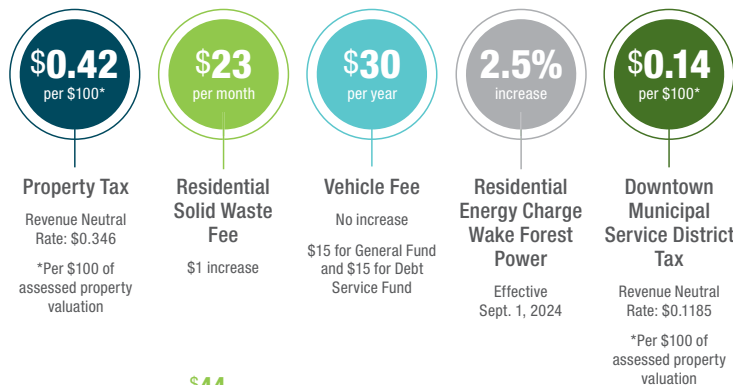 $0.42
per $100*
$23
per month
$30
per year
2.5%
increase
$0.14
per $100*
Property Tax
Revenue Neutral
Rate: $0.346
*Per $100 of
assessed property
valuation
Residential
Solid Waste
Fee
$1 increase
Vehicle Fee
No increase
$15 for General Fund
and $15 for Debt
Service Fund
Residential
Energy Charge
Wake Forest
Power
Effective
Sept. 1, 2024
Downtown
Municipal
Service District
Tax
Revenue Neutral
Rate: $0.1185
*Per $100 of
assessed property
valuation
$44